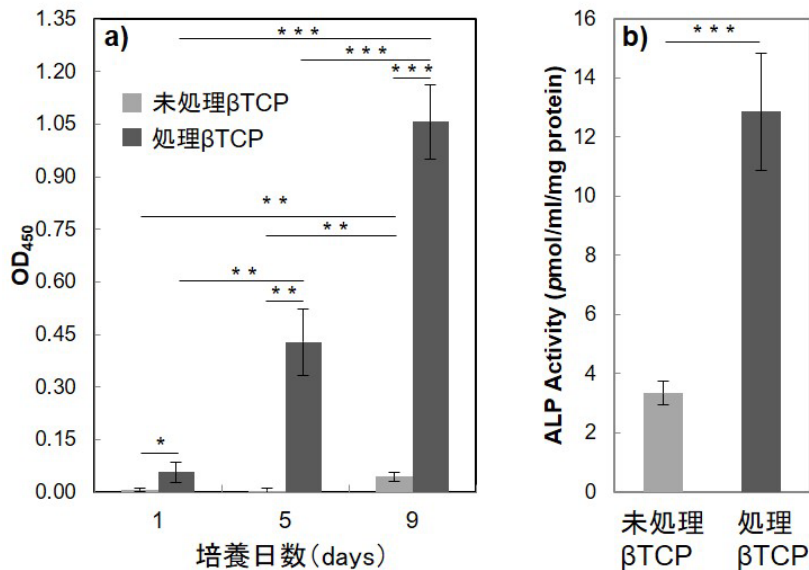 a)
* * *
* * *
* * *
未処理βTCP
処理βTCP
* *
* *
* *
* *
*
1.35
1.20
1.05
0.90
0.75
0.60
0.45
0.30
0.15
0.00
OD450
1 5 9
培養日数(days)
b)
* * *
16
14
12
10
8
6
4
2
0
ALP Activity (pmol/ml/mg protein)
未処理 処理
βTCP βTCP